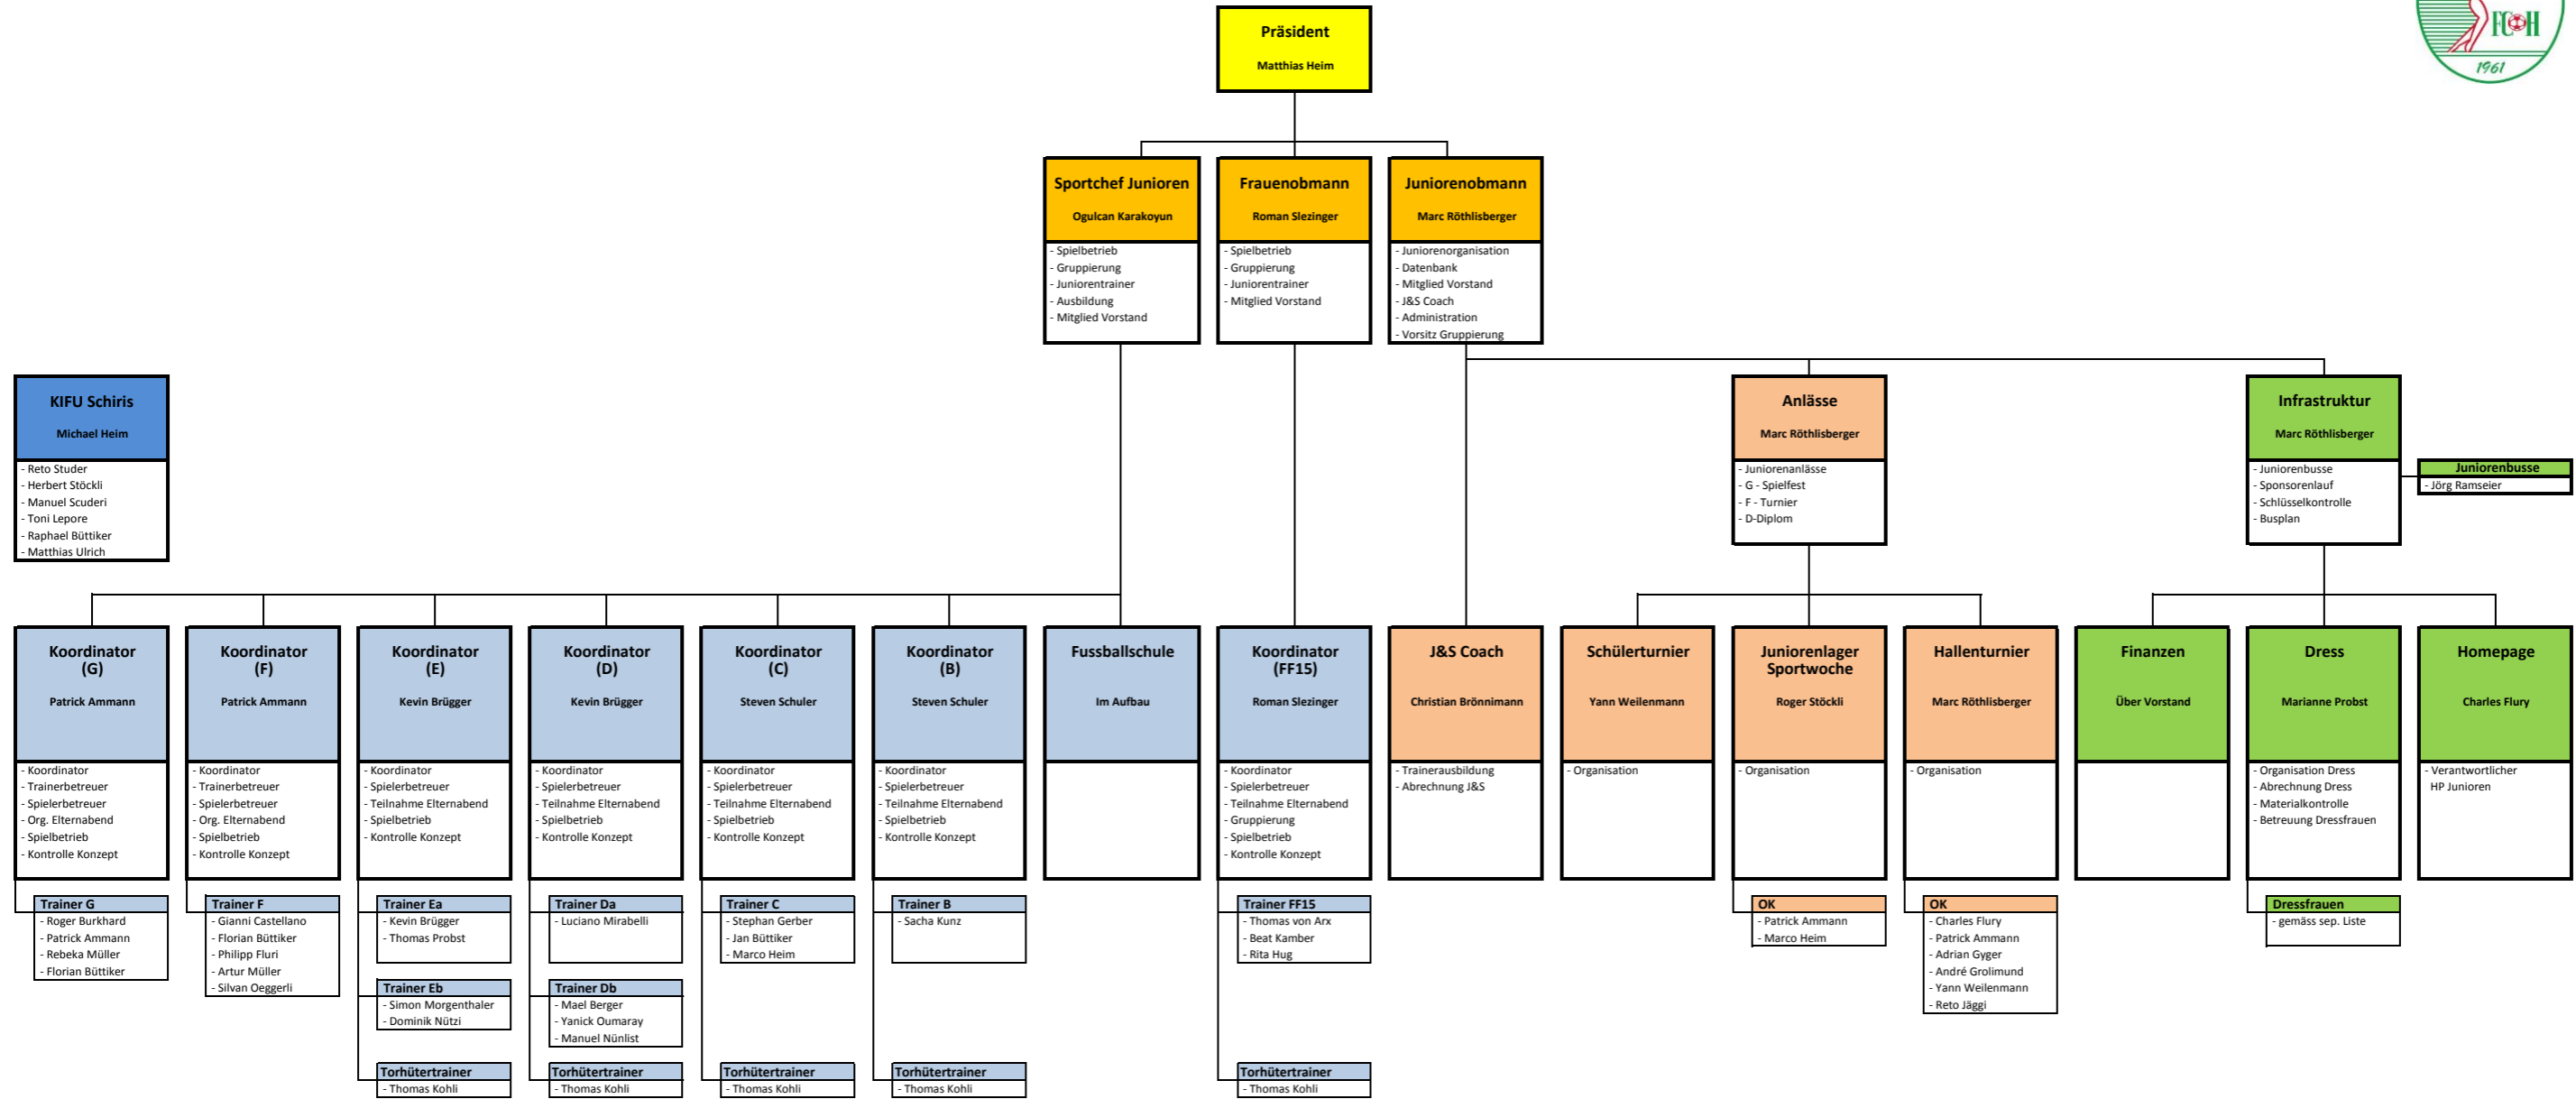 FC H
1961
Präsident
Matthias Heim
Sportchef Junioren
Ogulcan Karakoyun
- Spielbetrieb
- Gruppierung
- Juniorentrainer
- Ausbildung
- Mitglied Vorstand
Frauenobmann
Roman Slezinger
- Spielbetrieb
- Gruppierung
- Juniorentrainer
- Mitglied Vorstand
Juniorenobmann
Marc Röthlisberger
- Juniorenorganisation
- Datenbank
- Mitglied Vorstand
- J&S Coach
- Administration
- Vorsitz Gruppierung
KIFU Schiris
Michael Heim
- Reto Studer
- Herbert Stöckli
- Manuel Scuderi
- Toni Lepore
- Raphael Büttiker
- Matthias Ulrich
Anlässe
Marc Röthlisberger
- Juniorenanlässe
- G - Spielfest
- F - Turnier
- D-Diplom
Infrastruktur
Marc Röthlisberger
- Juniorenbusse
- Sponsorenlauf
- Schlüsselkontrolle
- Busplan
Juniorenbusse
- Jörg Ramseier
Koordinator
(G)
Patrick Ammann
- Koordinator
- Trainerbetreuer
- Spielerbetreuer
- Org. Elternabend
- Spielbetrieb
- Kontrolle Konzept
Trainer G
- Roger Burkhard
- Patrick Ammann
- Rebeka Müller
- Florian Büttiker
Koordinator
(F)
Patrick Ammann
- Koordinator
- Trainerbetreuer
- Spielerbetreuer
- Org. Elternabend
- Spielbetrieb
- Kontrolle Konzept
Trainer F
- Gianni Castellano
- Florian Büttiker
- Philipp Fluri
- Artur Müller
- Silvan Oeggerli
Koordinator
(E)
Kevin Brügger
- Koordinator
- Spielerbetreuer
- Teilnahme Elternabend
- Spielbetrieb
- Kontrolle Konzept
Trainer Ea
- Kevin Brügger
- Thomas Probst
Trainer Eb
- Simon Morgenthaler
- Dominik Nützi
Torhütertrainer
- Thomas Kohli
Koordinator
(D)
Kevin Brügger
- Koordinator
- Spielerbetreuer
- Teilnahme Elternabend
- Spielbetrieb
- Kontrolle Konzept
Trainer Da
- Luciano Mirabelli
Trainer Db
- Mael Berger
- Yanick Oumaray
- Manuel Nünlist
Torhütertrainer
- Thomas Kohli
Koordinator
(C)
Steven Schuler
- Koordinator
- Spielerbetreuer
- Teilnahme Elternabend
- Spielbetrieb
- Kontrolle Konzept
Trainer C
- Stephan Gerber
- Jan Büttiker
- Marco Heim
Torhütertrainer
- Thomas Kohli
Koordinator
(B)
Steven Schuler
- Koordinator
- Spielerbetreuer
- Teilnahme Elternabend
- Spielbetrieb
- Kontrolle Konzept
Trainer B
- Sacha Kunz
Torhütertrainer
- Thomas Kohli
Fussballschule
Im Aufbau
Koordinator
(FF15)
Roman Slezinger
- Koordinator
- Spielerbetreuer
- Teilnahme Elternabend
- Gruppierung
- Spielbetrieb
- Kontrolle Konzept
Trainer FF15
- Thomas von Arx
- Beat Kamber
- Rita Hug
Torhütertrainer
- Thomas Kohli
J&S Coach
Christian Brönnimann
- Trainerausbildung
- Abrechnung J&S
Schülerturnier
Yann Weilenmann
- Organisation
Juniorenlager
Sportwoche
Roger Stöckli
- Organisation
OK
- Patrick Ammann
- Marco Heim
Hallenturnier
Marc Röthlisberger
- Organisation
OK
- Charles Flury
- Patrick Ammann
- Adrian Gyger
- André Grolimund
- Yann Weilenmann
- Reto Jäggi
Finanzen
Über Vorstand
Dress
Marianne Probst
- Organisation Dress
- Abrechnung Dress
- Materialkontrolle
- Betreuung Dressfrauen
Dressfrauen
- gemäss sep. Liste
Homepage
Charles Flury
- Verantwortlicher
HP Junioren